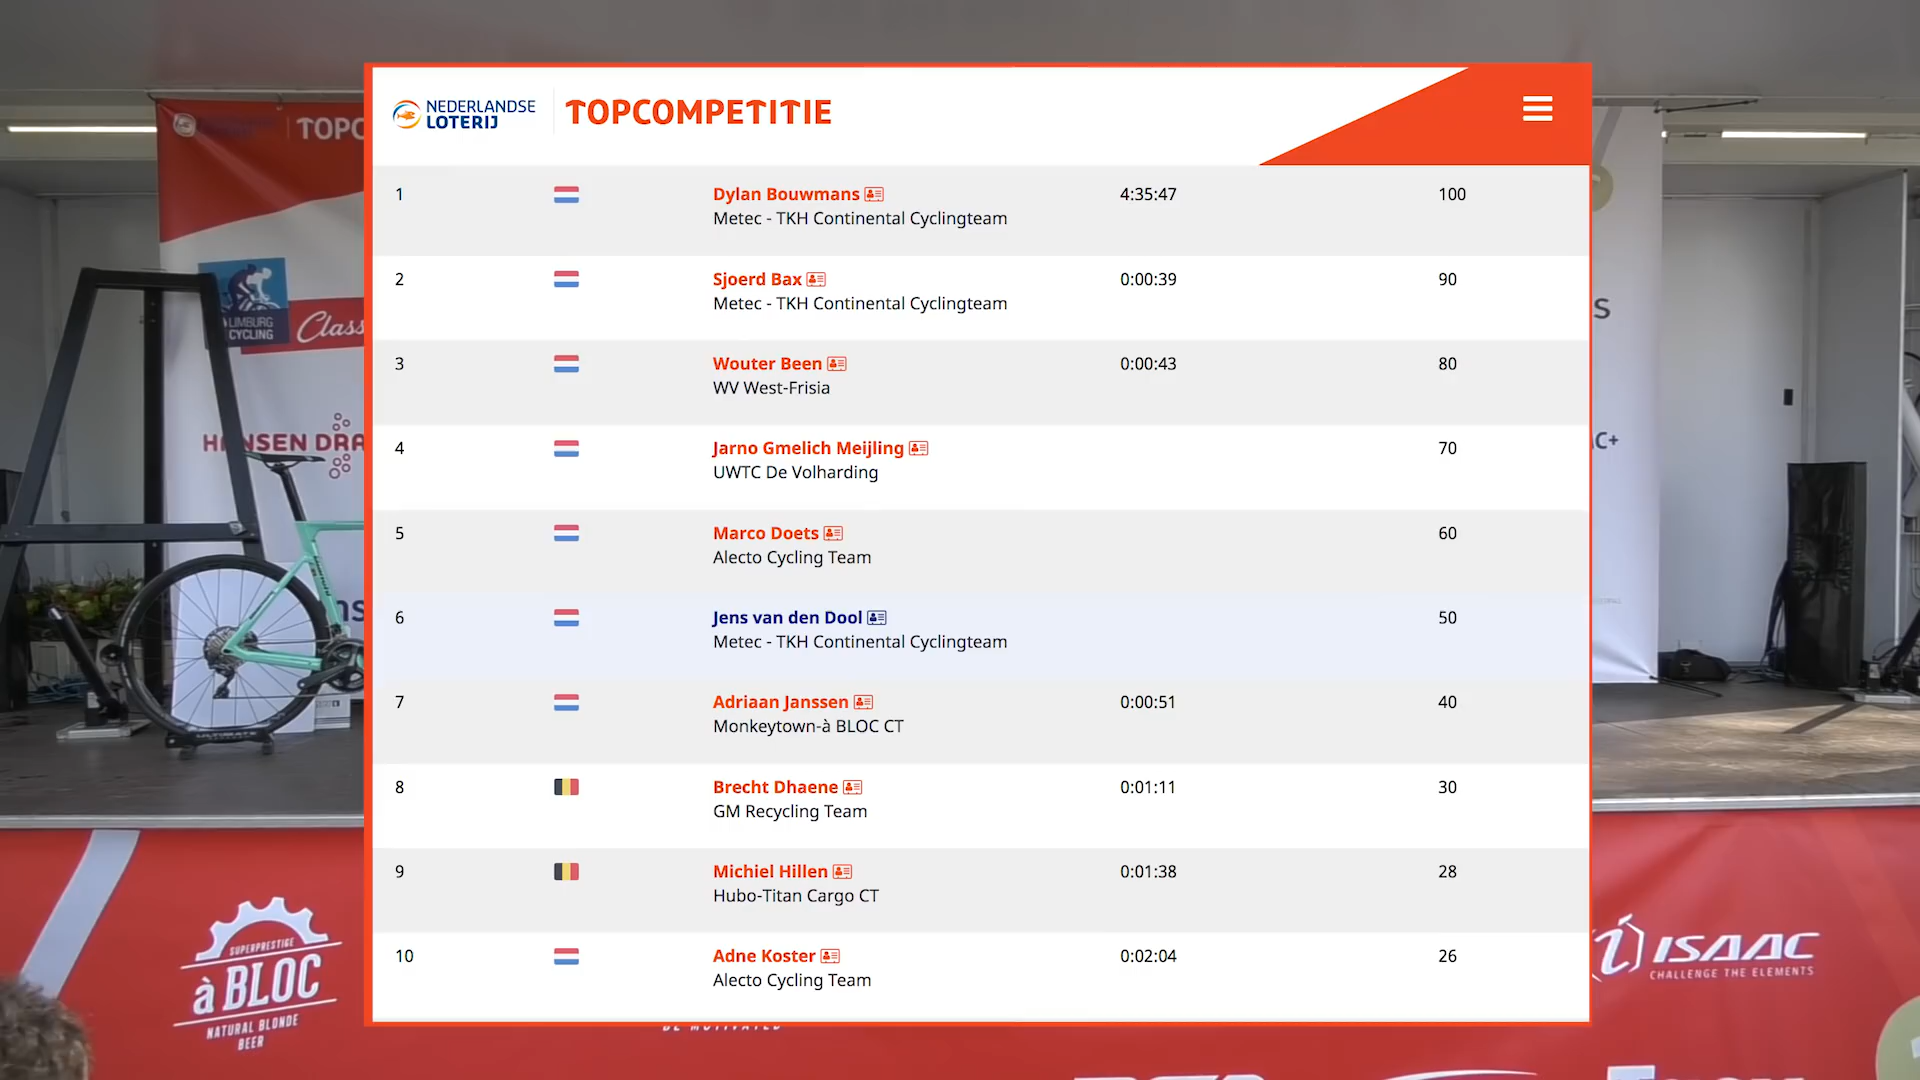 NEDERLANDSE
LOTERIJ
TOPCOMPETITIE
1 Dylan Bouwmans 4:35:47 100
Metec - TKH Continental Cyclingteam
2 Sjoerd Bax 0:00:39 90
Metec - TKH Continental Cyclingteam
3 Wouter Been 0:00:43 80
WV West-Frisia
4 Jarno Gmelich Meijling 70
UWTC De Volharding
5 Marco Doets 60
Alecto Cycling Team
6 Jens van den Dool 50
Metec - TKH Continental Cyclingteam
7 Adriaan Janssen 0:00:51 40
Monkeytown-à BLOC CT
8 Brecht Dhaene 0:01:11 30
GM Recycling Team
9 Michiel Hillen 0:01:38 28
Hubo-Titan Cargo CT
10 Adne Koster 0:02:04 26
Alecto Cycling Team
TOPC
LIMBURG
CYCLING
Class
HANSEN DRA
SUPERPRESTIGE
à BLOC
NATURAL BLONDE
BEER
ISAAC
CHALLENGE THE ELEMENTS